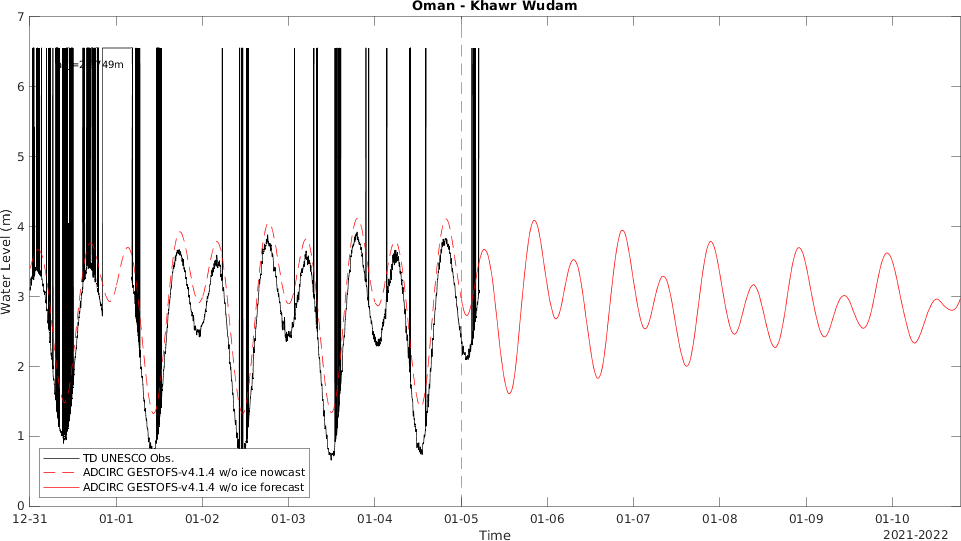 Oman - Khawr Wudam
7
6
5
4
3
2
1
0
Water Level (m)
TD UNESCO Obs.
ADCIRC GESTOFS-v4.1.4 w/o ice nowcast
ADCIRC GESTOFS-v4.1.4 w/o ice forecast
12-31 01-01 01-02 01-03 01-04 01-05 01-06 01-07 01-08 01-09 01-10
Time
2021-2022